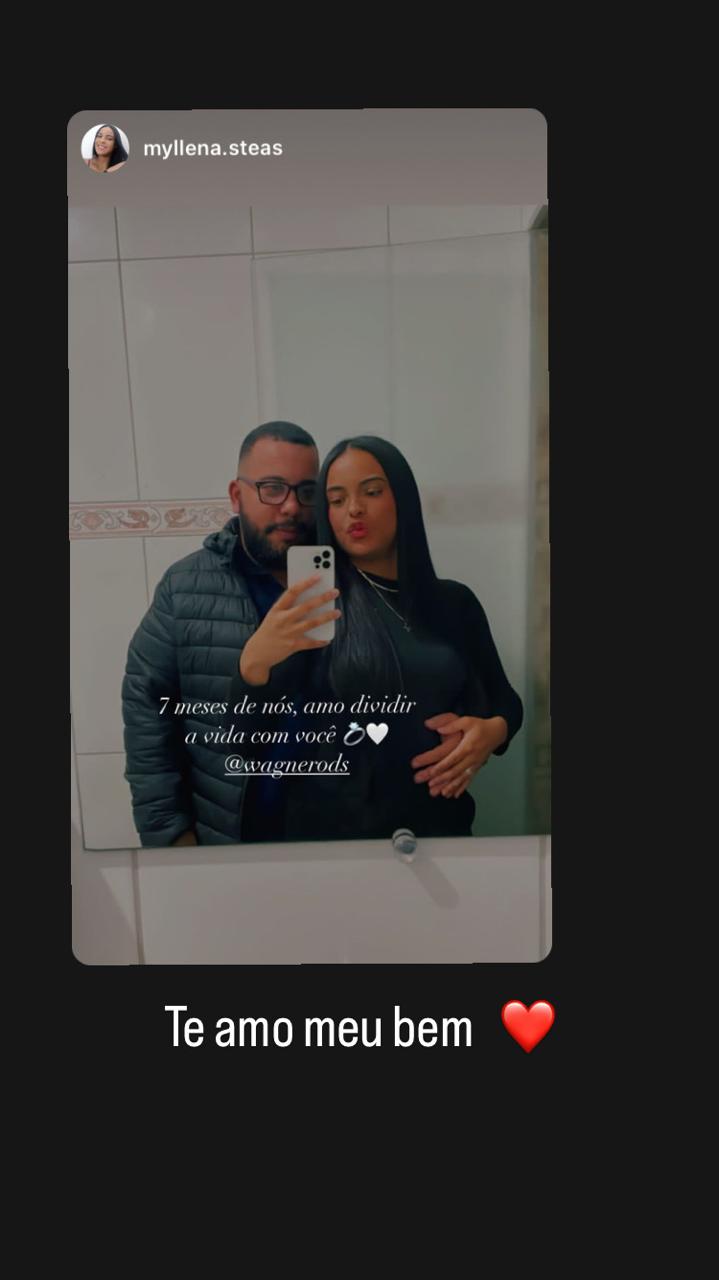 myllena.steas
7 meses de nós, amo dividir
a vida com você 💍🤍
@wagnerods
Te amo meu bem ❤️